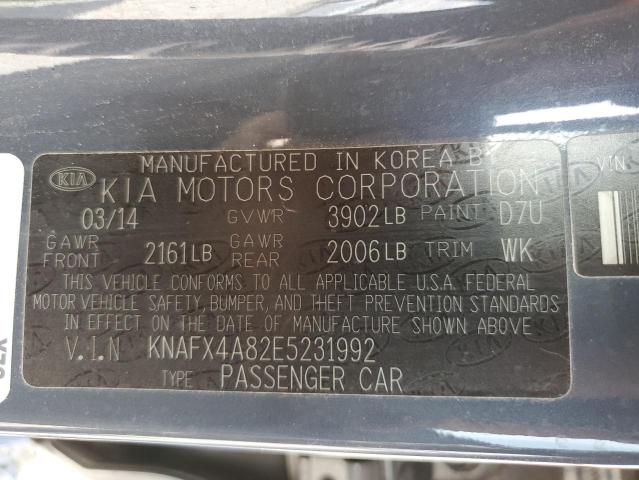 MANUFACTURED IN KOREA BY
KIA KIA MOTORS CORPORATION
03/14 GVWR 3902LB PAINT D7U
GAWR FRONT 2161LB GAWR REAR 2006LB TRIM WK
THIS VEHICLE CONFORMS TO ALL APPLICABLE U.S.A. FEDERAL
MOTOR VEHICLE SAFETY, BUMPER, AND THEFT PREVENTION STANDARDS
IN EFFECT ON THE DATE OF MANUFACTURE SHOWN ABOVE
V.I.N KNAFX4A82E5231992
TYPE PASSENGER CAR
VIN